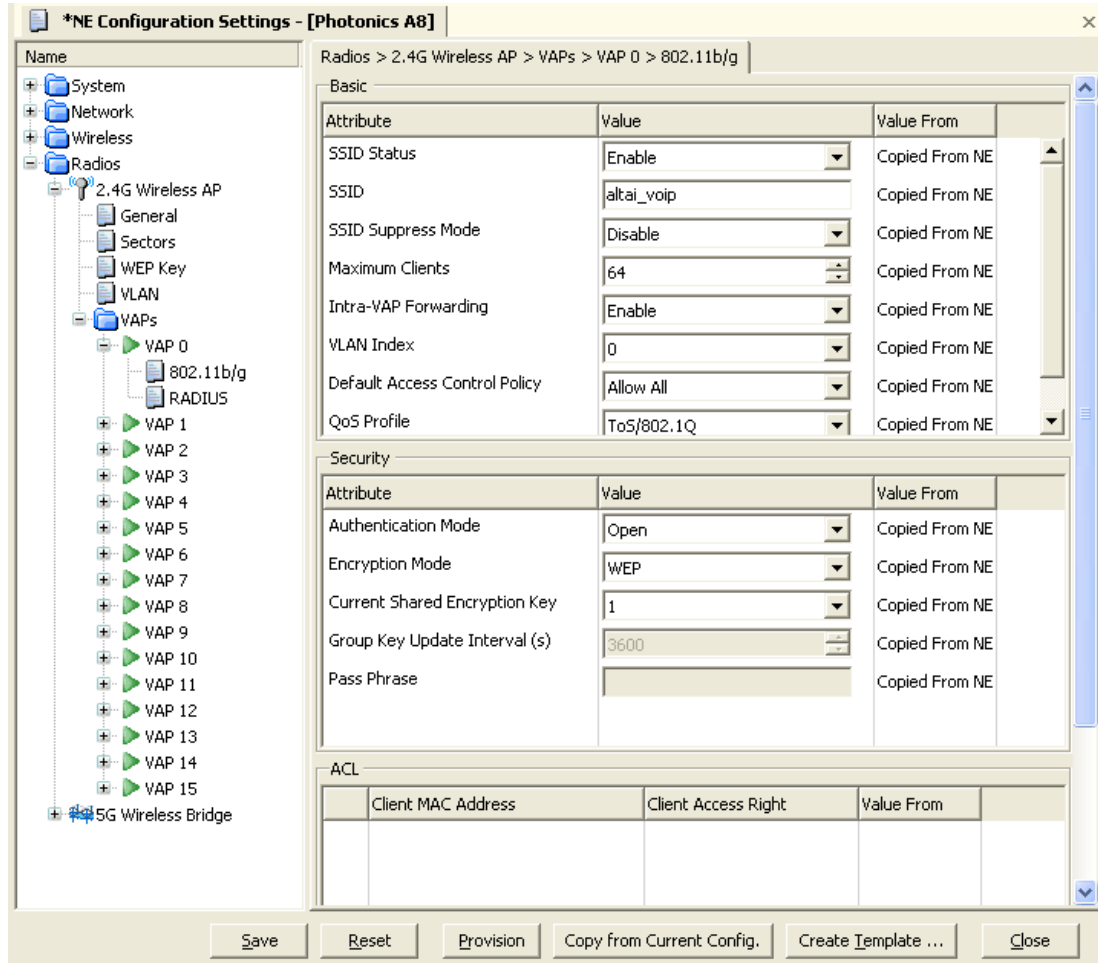 *NE Configuration Settings - [Photonics A8]
Name
System
Network
Wireless
Radios
2.4G Wireless AP
General
Sectors
WEP Key
VLAN
VAPs
VAP 0
802.11b/g
RADIUS
VAP 1
VAP 2
VAP 3
VAP 4
VAP 5
VAP 6
VAP 7
VAP 8
VAP 9
VAP 10
VAP 11
VAP 12
VAP 13
VAP 14
VAP 15
5G Wireless Bridge
Radios > 2.4G Wireless AP > VAPs > VAP 0 > 802.11b/g
Basic
Attribute Value Value From
SSID Status Enable Copied From NE
SSID altai_voip Copied From NE
SSID Suppress Mode Disable Copied From NE
Maximum Clients 64 Copied From NE
Intra-VAP Forwarding Enable Copied From NE
VLAN Index 0 Copied From NE
Default Access Control Policy Allow All Copied From NE
QoS Profile ToS/802.1Q Copied From NE
Security
Attribute Value Value From
Authentication Mode Open Copied From NE
Encryption Mode WEP Copied From NE
Current Shared Encryption Key 1 Copied From NE
Group Key Update Interval (s) 3600 Copied From NE
Pass Phrase Copied From NE
ACL
Client MAC Address Client Access Right Value From
Save Reset Provision Copy from Current Config. Create Template ... Close